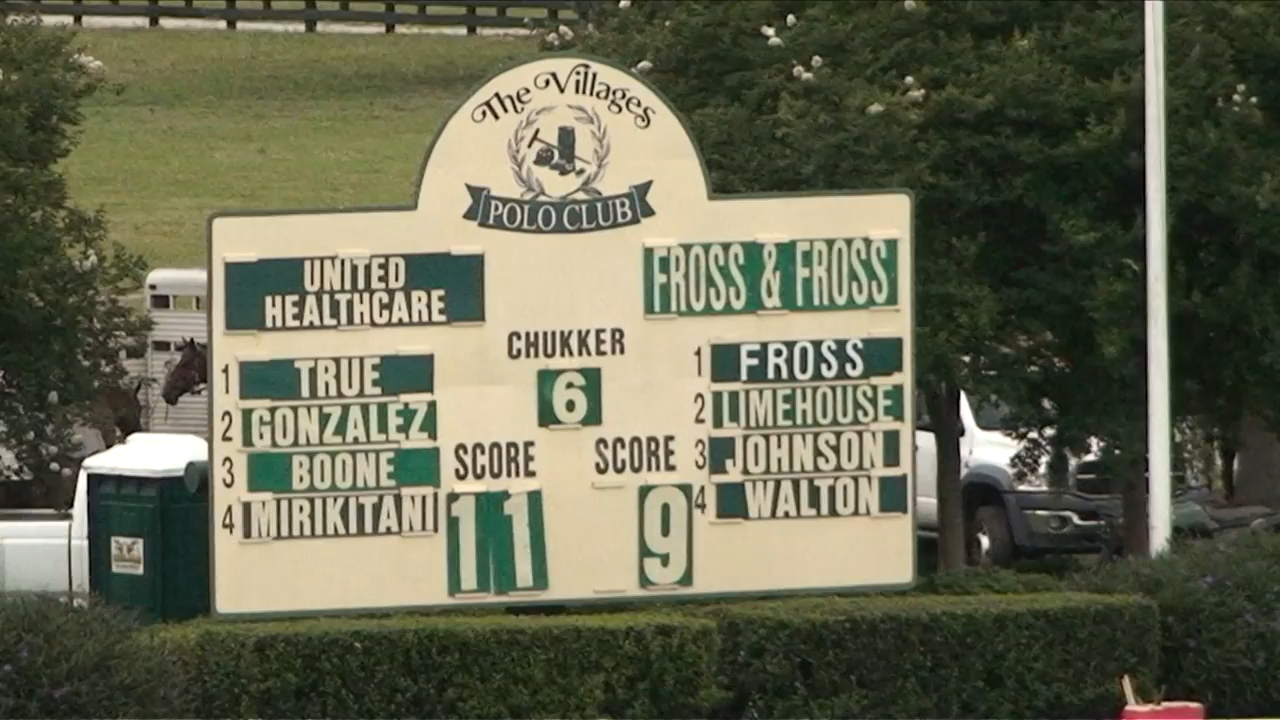 The Villages
POLO CLUB
UNITED
HEALTHCARE
FROSS & FROSS
CHUKKER
6
1 TRUE
2 GONZALEZ
3 BOONE
4 MIRIKITANI
SCORE
11
SCORE
9
1 FROSS
2 LIMEHOUSE
3 JOHNSON
4 WALTON